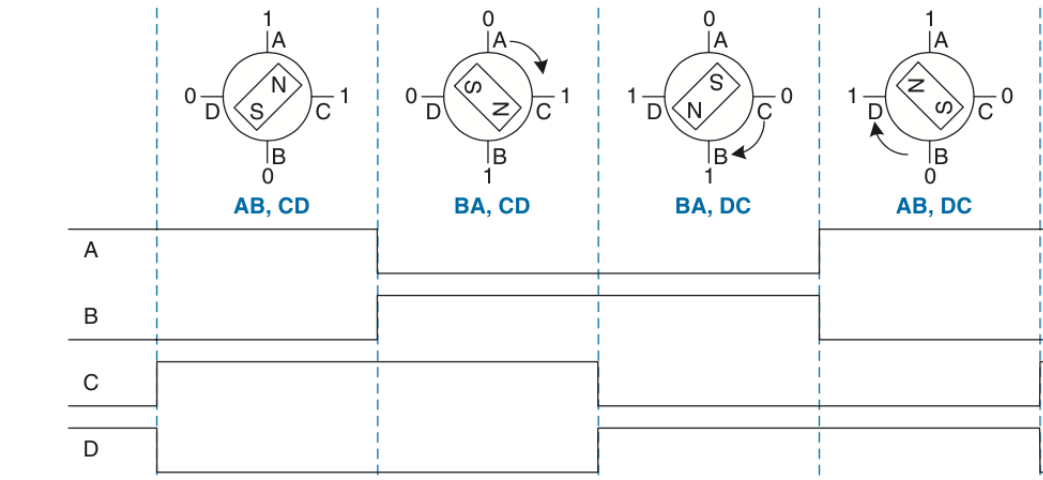 1 0 0 1
A A A A
N S S N
0 D S N C 1 0 D C 1 1 D N C 0 1 D S C 0
B B B B
0 1 1 0
AB, CD BA, CD BA, DC AB, DC
A
B
C
D